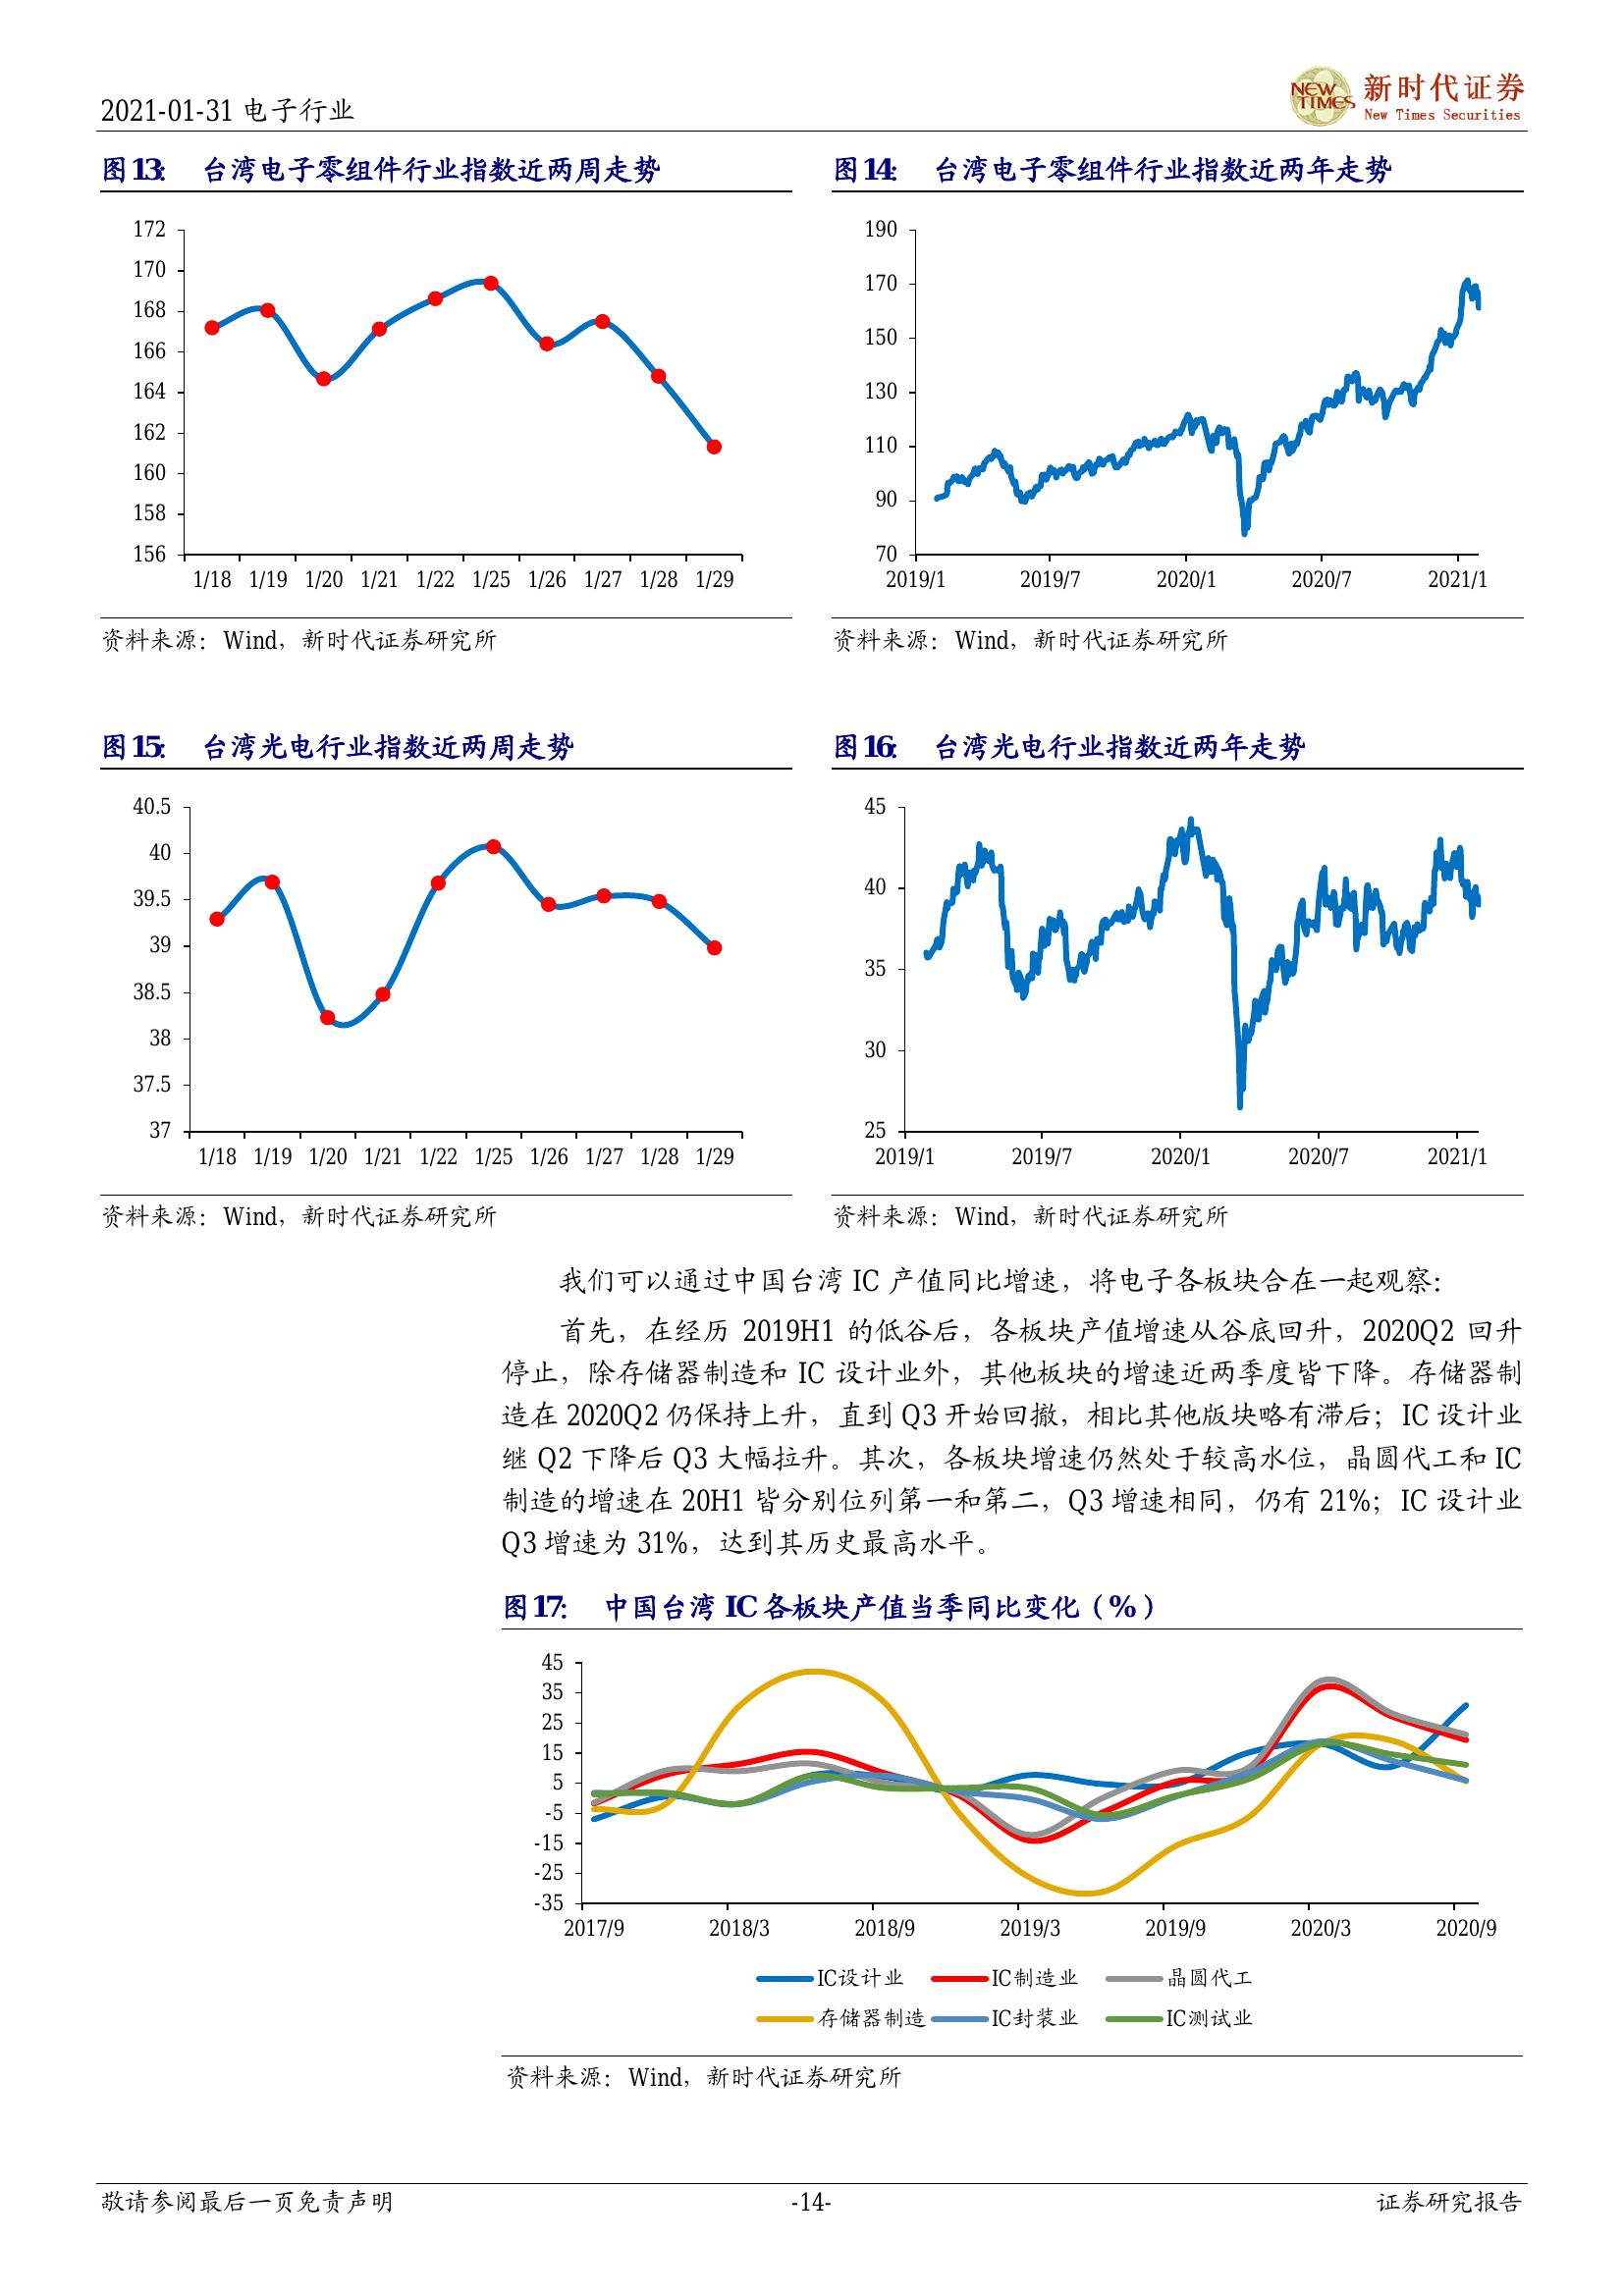 2021-01-31 电子行业
NEW TIMES
新时代证券
New Times Securities
图13: 台湾电子零组件行业指数近两周走势
172
170
168
166
164
162
160
158
156
1/18 1/19 1/20 1/21 1/22 1/25 1/26 1/27 1/28 1/29
资料来源：Wind，新时代证券研究所
图14: 台湾电子零组件行业指数近两年走势
190
170
150
130
110
90
70
2019/1 2019/7 2020/1 2020/7 2021/1
资料来源：Wind，新时代证券研究所
图15: 台湾光电行业指数近两周走势
40.5
40
39.5
39
38.5
38
37.5
37
1/18 1/19 1/20 1/21 1/22 1/25 1/26 1/27 1/28 1/29
资料来源：Wind，新时代证券研究所
图16: 台湾光电行业指数近两年走势
45
40
35
30
25
2019/1 2019/7 2020/1 2020/7 2021/1
资料来源：Wind，新时代证券研究所
我们可以通过中国台湾 IC 产值同比增速，将电子各板块合在一起观察：
首先，在经历 2019H1 的低谷后，各板块产值增速从谷底回升，2020Q2 回升
停止，除存储器制造和 IC 设计业外，其他板块的增速近两季度皆下降。存储器制
造在 2020Q2 仍保持上升，直到 Q3 开始回撤，相比其他版块略有滞后；IC 设计业
继 Q2 下降后 Q3 大幅拉升。其次，各板块增速仍然处于较高水位，晶圆代工和 IC
制造的增速在 20H1 皆分别位列第一和第二，Q3 增速相同，仍有 21%；IC 设计业
Q3 增速为 31%，达到其历史最高水平。
图17: 中国台湾 IC 各板块产值当季同比变化（%）
45
35
25
15
5
-5
-15
-25
-35
2017/9 2018/3 2018/9 2019/3 2019/9 2020/3 2020/9
IC设计业 IC制造业 晶圆代工
存储器制造 IC封装业 IC测试业
资料来源：Wind，新时代证券研究所
敬请参阅最后一页免责声明 -14- 证券研究报告